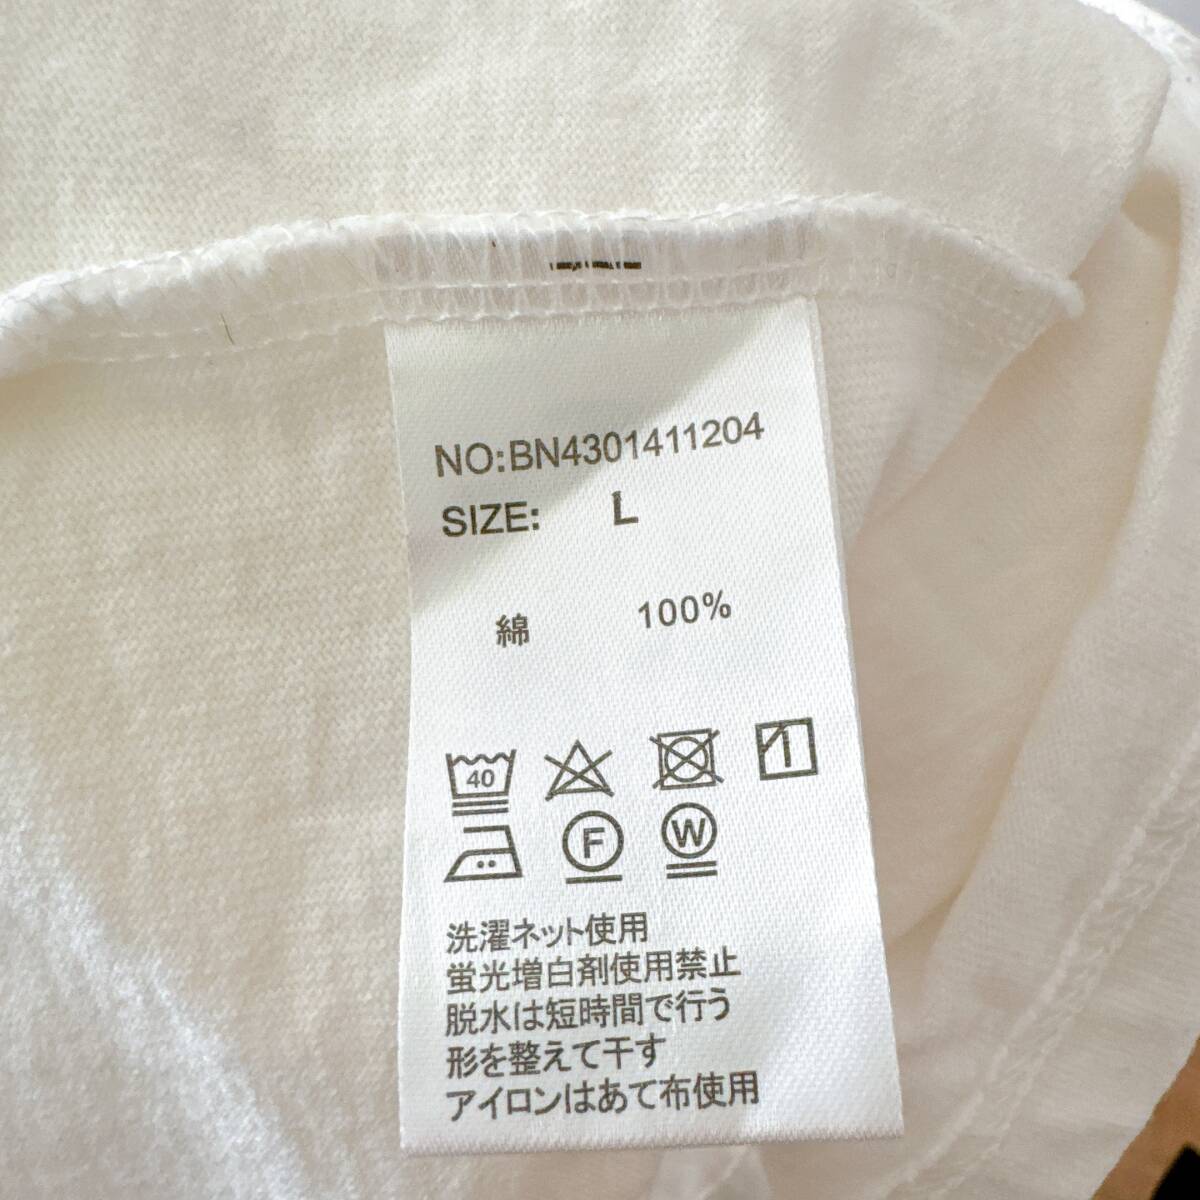 NO:BN4301411204
SIZE: L
綿 100%
40
F W
洗濯ネット使用
蛍光増白剤使用禁止
脱水は短時間で行う
形を整えて干す
アイロンはあて布使用